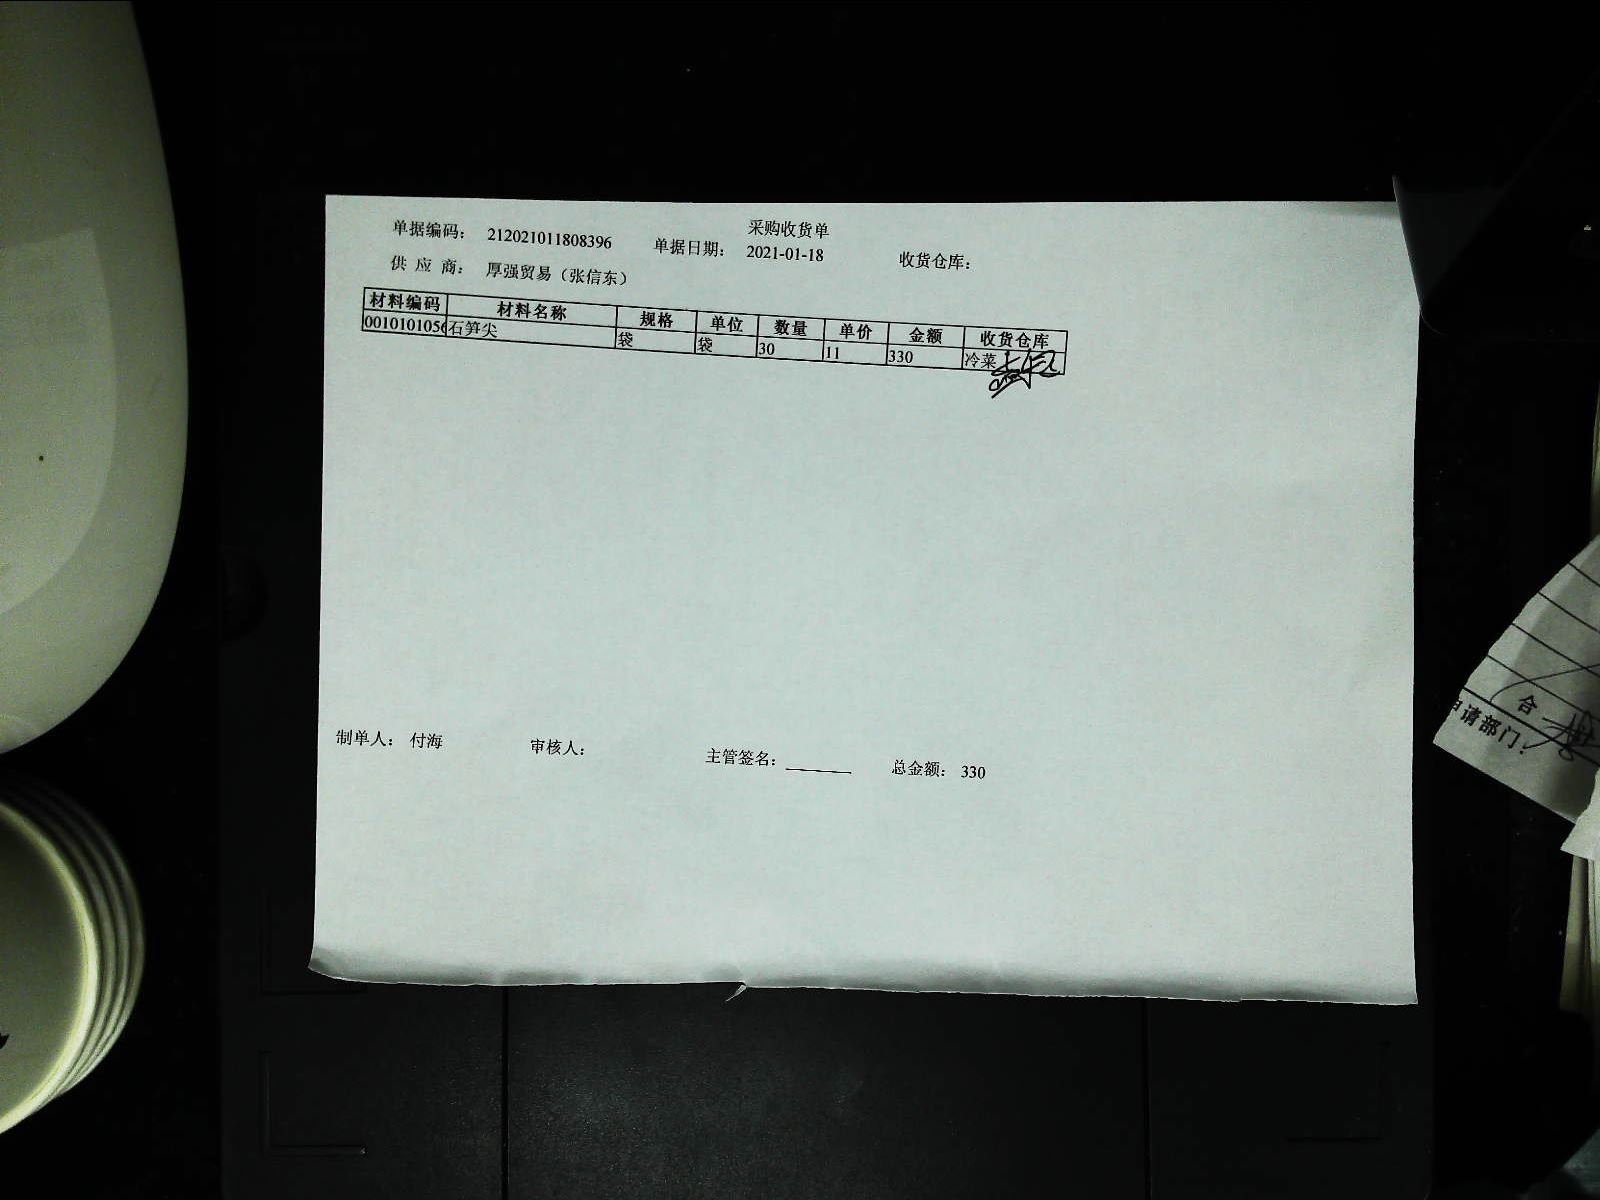 采购收货单
单据编码： 212021011808396 单据日期： 2021-01-18 收货仓库：
供 应 商： 厚强贸易（张信东）
材料编码 材料名称 规格 单位 数量 单价 金额 收货仓库
0010101056 石笋尖 袋 袋 30 11 330 冷菜
制单人： 付海 审核人： 主管签名： 总金额： 330
合
申请部门：